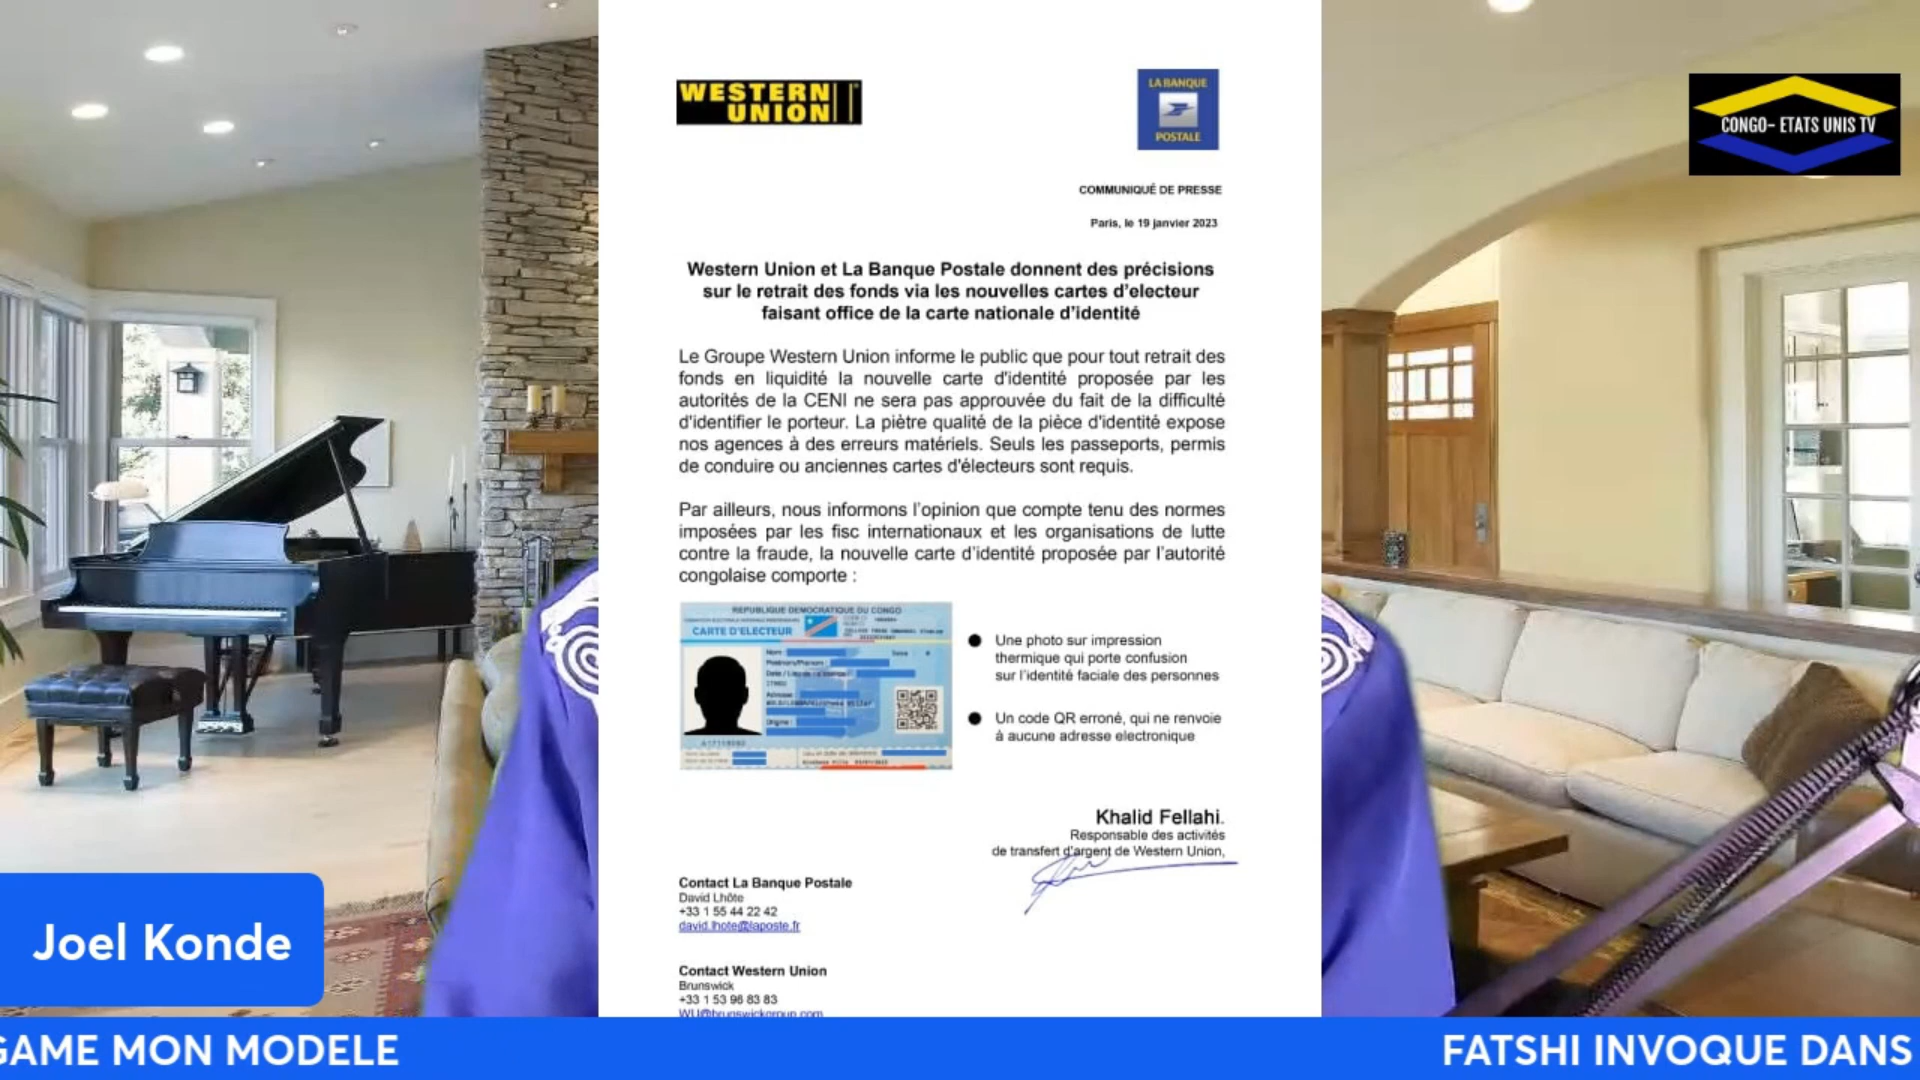 WESTERN
UNION
LA BANQUE
POSTALE
CONGO- ETATS UNIS TV
COMMUNIQUÉ DE PRESSE
Paris, le 19 janvier 2023
Western Union et La Banque Postale donnent des précisions
sur le retrait des fonds via les nouvelles cartes d'electeur
faisant office de la carte nationale d'identité
Le Groupe Western Union informe le public que pour tout retrait des
fonds en liquidité la nouvelle carte d'identité proposée par les
autorités de la CENI ne sera pas approuvée du fait de la difficulté
d'identifier le porteur. La piètre qualité de la pièce d'identité expose
nos agences à des erreurs matériels. Seuls les passeports, permis
de conduire ou anciennes cartes d'électeurs sont requis.
Par ailleurs, nous informons l'opinion que compte tenu des normes
imposées par les fisc internationaux et les organisations de lutte
contre la fraude, la nouvelle carte d'identité proposée par l'autorité
congolaise comporte :
REPUBLIQUE DEMOCRATIQUE DU CONGO
CARTE D'ELECTEUR
Nom :
Postnom/Prénom :
Adresse :
Origine :
Une photo sur impression
thermique qui porte confusion
sur l'identité faciale des personnes
Un code QR erroné, qui ne renvoie
à aucune adresse electronique
Khalid Fellahi.
Responsable des activités
de transfert d'argent de Western Union,
Contact La Banque Postale
David Lhôte
+33 1 55 44 22 42
david.lhote@laposte.fr
Contact Western Union
Brunswick
+33 1 53 96 83 83
WU@brunswickgroup.com
Joel Konde
GAME MON MODELE
FATSHI INVOQUE DANS